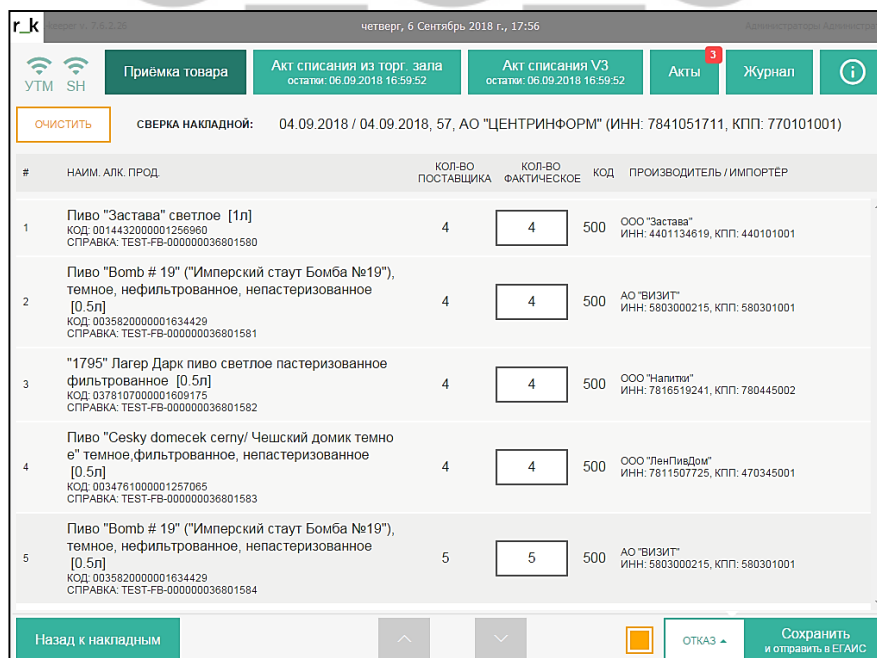 r_k
keeper v. 7.6.2.26
четверг, 6 Сентябрь 2018 г., 17:56
УТМ SH
Приёмка товара
Акт списания из торг. зала
остатки: 06.09.2018 16:59:52
Акт списания V3
остатки: 06.09.2018 16:59:52
Акты
3
Журнал
ОЧИСТИТЬ
СВЕРКА НАКЛАДНОЙ: 04.09.2018 / 04.09.2018, 57, АО "ЦЕНТРИНФОРМ" (ИНН: 7841051711, КПП: 770101001)
# НАИМ. АЛК. ПРОД. КОЛ-ВО ПОСТАВЩИКА КОЛ-ВО ФАКТИЧЕСКОЕ КОД ПРОИЗВОДИТЕЛЬ / ИМПОРТЁР
1
Пиво "Застава" светлое [1л]
КОД: 0014432000001256960
СПРАВКА: TEST-FB-000000036801580
4 4 500
ООО "Застава"
ИНН: 4401134619, КПП: 440101001
2
Пиво "Bomb # 19" ("Имперский стаут Бомба №19"),
темное, нефильтрованное, непастеризованное
[0.5л]
КОД: 0035820000001634429
СПРАВКА: TEST-FB-000000036801581
4 4 500
АО "ВИЗИТ"
ИНН: 5803000215, КПП: 580301001
3
"1795" Лагер Дарк пиво светлое пастеризованное
фильтрованное [0.5л]
КОД: 0378107000001609175
СПРАВКА: TEST-FB-000000036801582
4 4 500
ООО "Напитки"
ИНН: 7816519241, КПП: 780445002
4
Пиво "Cesky domecek cerny/ Чешский домик темно
е" темное,фильтрованное, непастеризованное
[0.5л]
КОД: 0034761000001257065
СПРАВКА: TEST-FB-000000036801583
4 4 500
ООО "ЛенПивДом"
ИНН: 7811507725, КПП: 470345001
5
Пиво "Bomb # 19" ("Имперский стаут Бомба №19"),
темное, нефильтрованное, непастеризованное
[0.5л]
КОД: 0035820000001634429
СПРАВКА: TEST-FB-000000036801584
5 5 500
АО "ВИЗИТ"
ИНН: 5803000215, КПП: 580301001
Назад к накладным
ОТКАЗ
Сохранить
и отправить в ЕГАИС